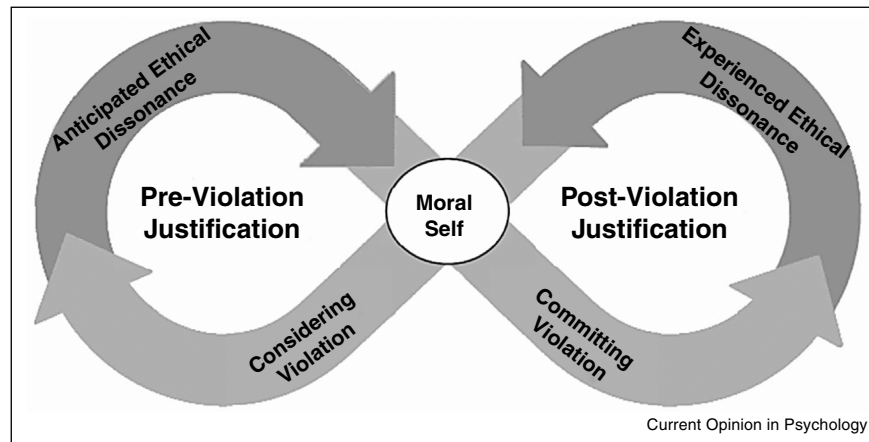 Anticipated Ethical
Dissonance
Experienced Ethical
Dissonance
Pre-Violation
Justification
Moral
Self
Post-Violation
Justification
Considering
Violation
Committing
Violation
Current Opinion in Psychology